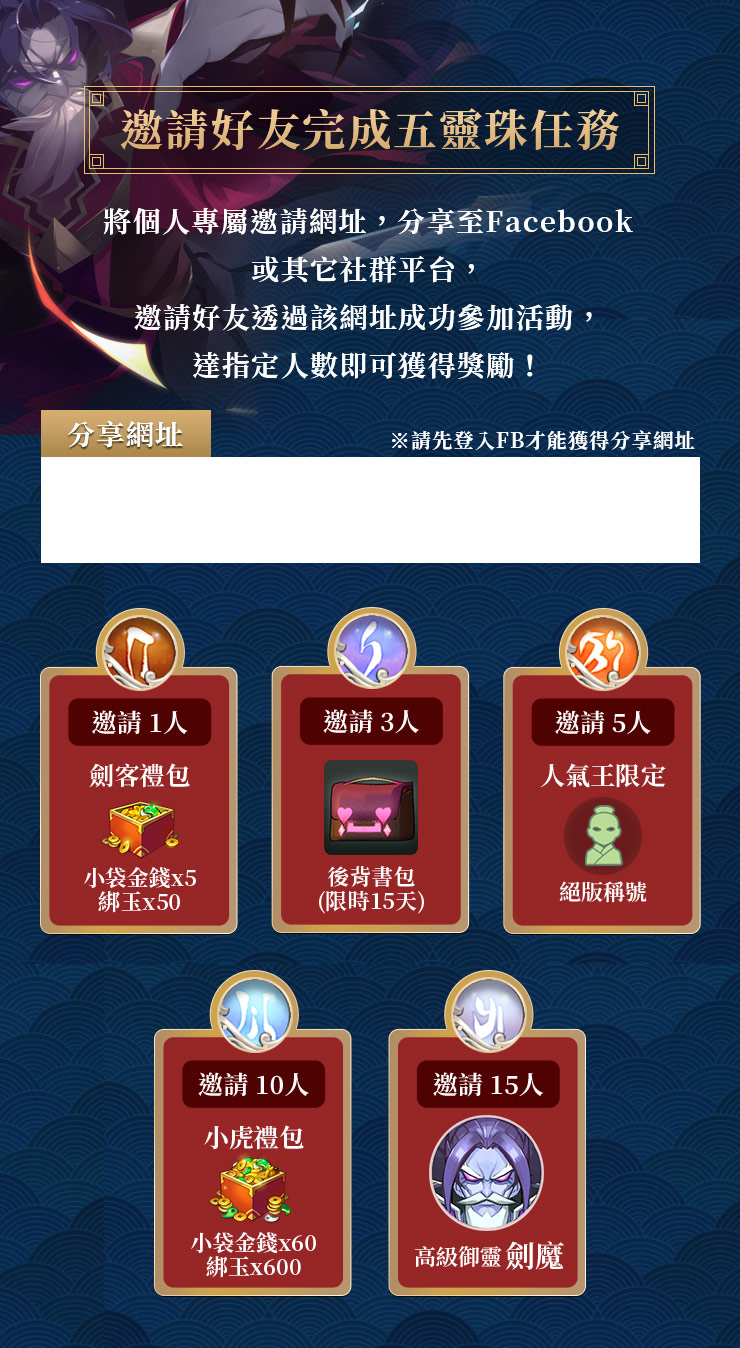 邀請好友完成五靈珠任務
將個人專屬邀請網址，分享至Facebook
或其它社群平台，
邀請好友透過該網址成功參加活動，
達指定人數即可獲得獎勵！
分享網址
※請先登入FB才能獲得分享網址
邀請 1人
劍客禮包
小袋金錢x5
綁玉x50
邀請 3人
後背書包
(限時15天)
邀請 5人
人氣王限定
絕版稱號
邀請 10人
小虎禮包
小袋金錢x60
綁玉x600
邀請 15人
高級御靈 劍魔